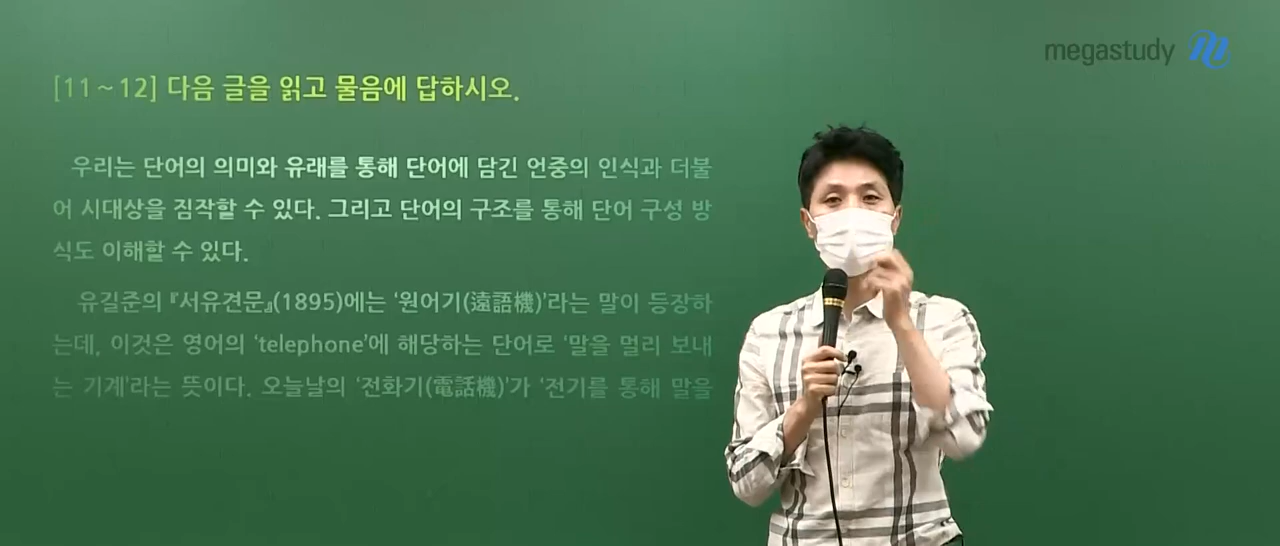 megastudy
[11~12] 다음 글을 읽고 물음에 답하시오.
우리는 단어의 의미와 유래를 통해 단어에 담긴 언중의 인식과 더불
어 시대상을 짐작할 수 있다. 그리고 단어의 구조를 통해 단어 구성 방
식도 이해할 수 있다.
유길준의 『서유견문』(1895)에는 ‘원어기(遠語機)’라는 말이 등장하
는데, 이것은 영어의 ‘telephone’에 해당하는 단어로 ‘말을 멀리 보내
는 기계’라는 뜻이다. 오늘날의 ‘전화기(電話機)’가 ‘전기를 통해 말을